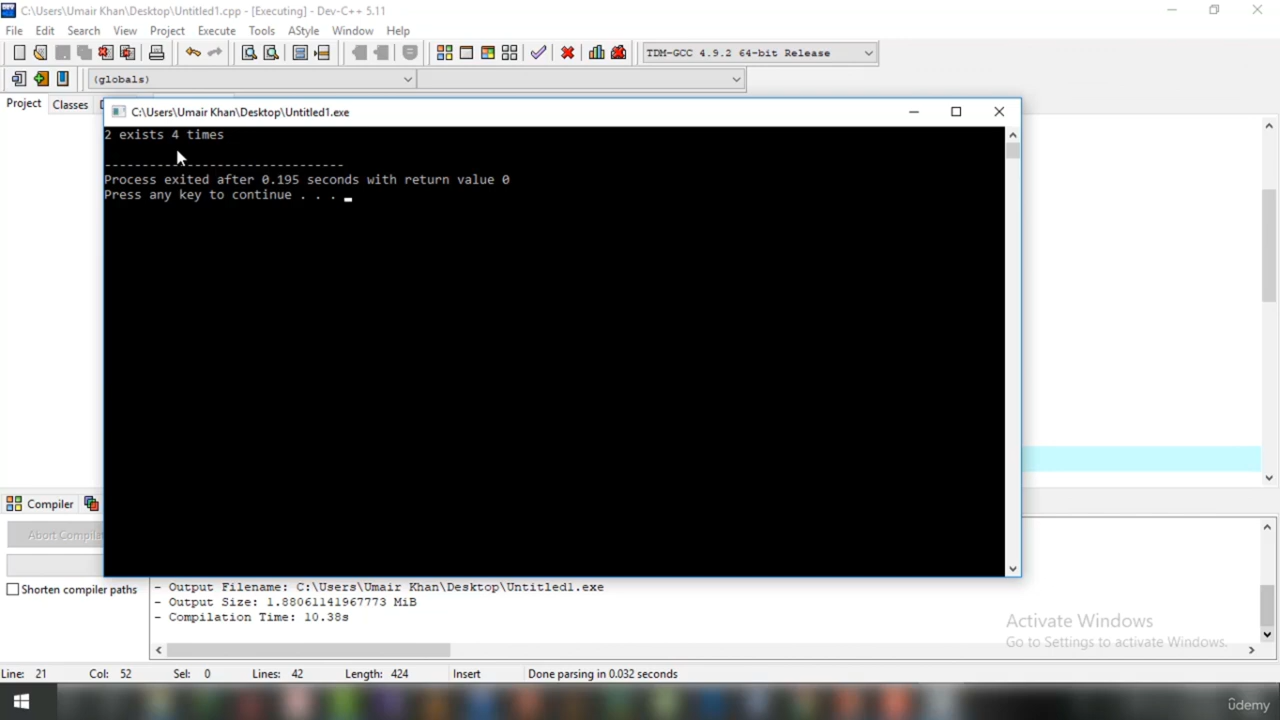 C:\Users\Umair Khan\Desktop\Untitled1.cpp - [Executing] - Dev-C++ 5.11
File Edit Search View Project Execute Tools AStyle Window Help
TDM-GCC 4.9.2 64-bit Release
(globals)
Project Classes D
C:\Users\Umair Khan\Desktop\Untitled1.exe
2 exists 4 times
--------------------------------
Process exited after 0.195 seconds with return value 0
Press any key to continue . . .
Compiler
Abort Compile
Shorten compiler paths
- Output Filename: C:\Users\Umair Khan\Desktop\Untitled1.exe
- Output Size: 1.88061141967773 MiB
- Compilation Time: 10.38s
Activate Windows
Go to Settings to activate Windows.
Line: 21 Col: 52 Sel: 0 Lines: 42 Length: 424 Insert Done parsing in 0.032 seconds
ûdemy